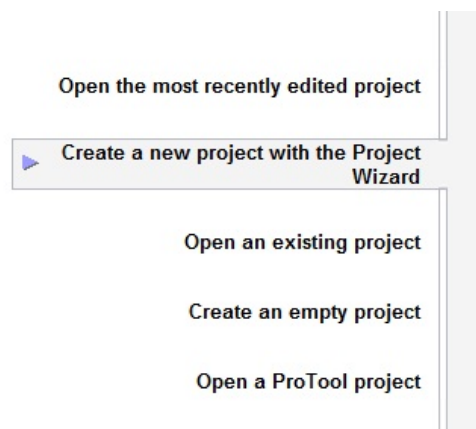 Open the most recently edited project
Create a new project with the Project
Wizard
Open an existing project
Create an empty project
Open a ProTool project